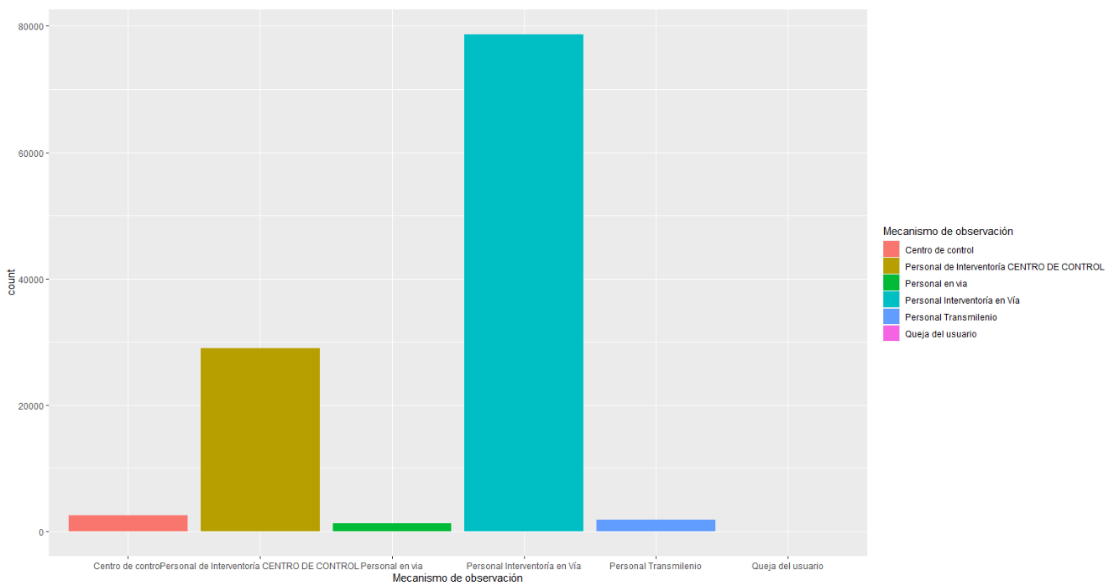 80000
60000
40000
20000
0
count
Centro de control Personal de Interventoría CENTRO DE CONTROL Personal en via Personal Interventoría en Vía Personal Transmilenio Queja del usuario
Mecanismo de observación
Mecanismo de observación
Centro de control
Personal de Interventoría CENTRO DE CONTROL
Personal en via
Personal Interventoría en Vía
Personal Transmilenio
Queja del usuario